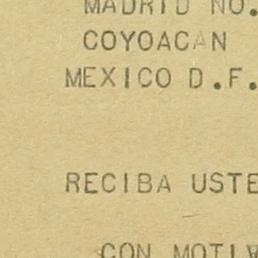 MADRID NO.
COYOACAN
MEXICO D.F.
RECIBA USTE
CON MOTIV